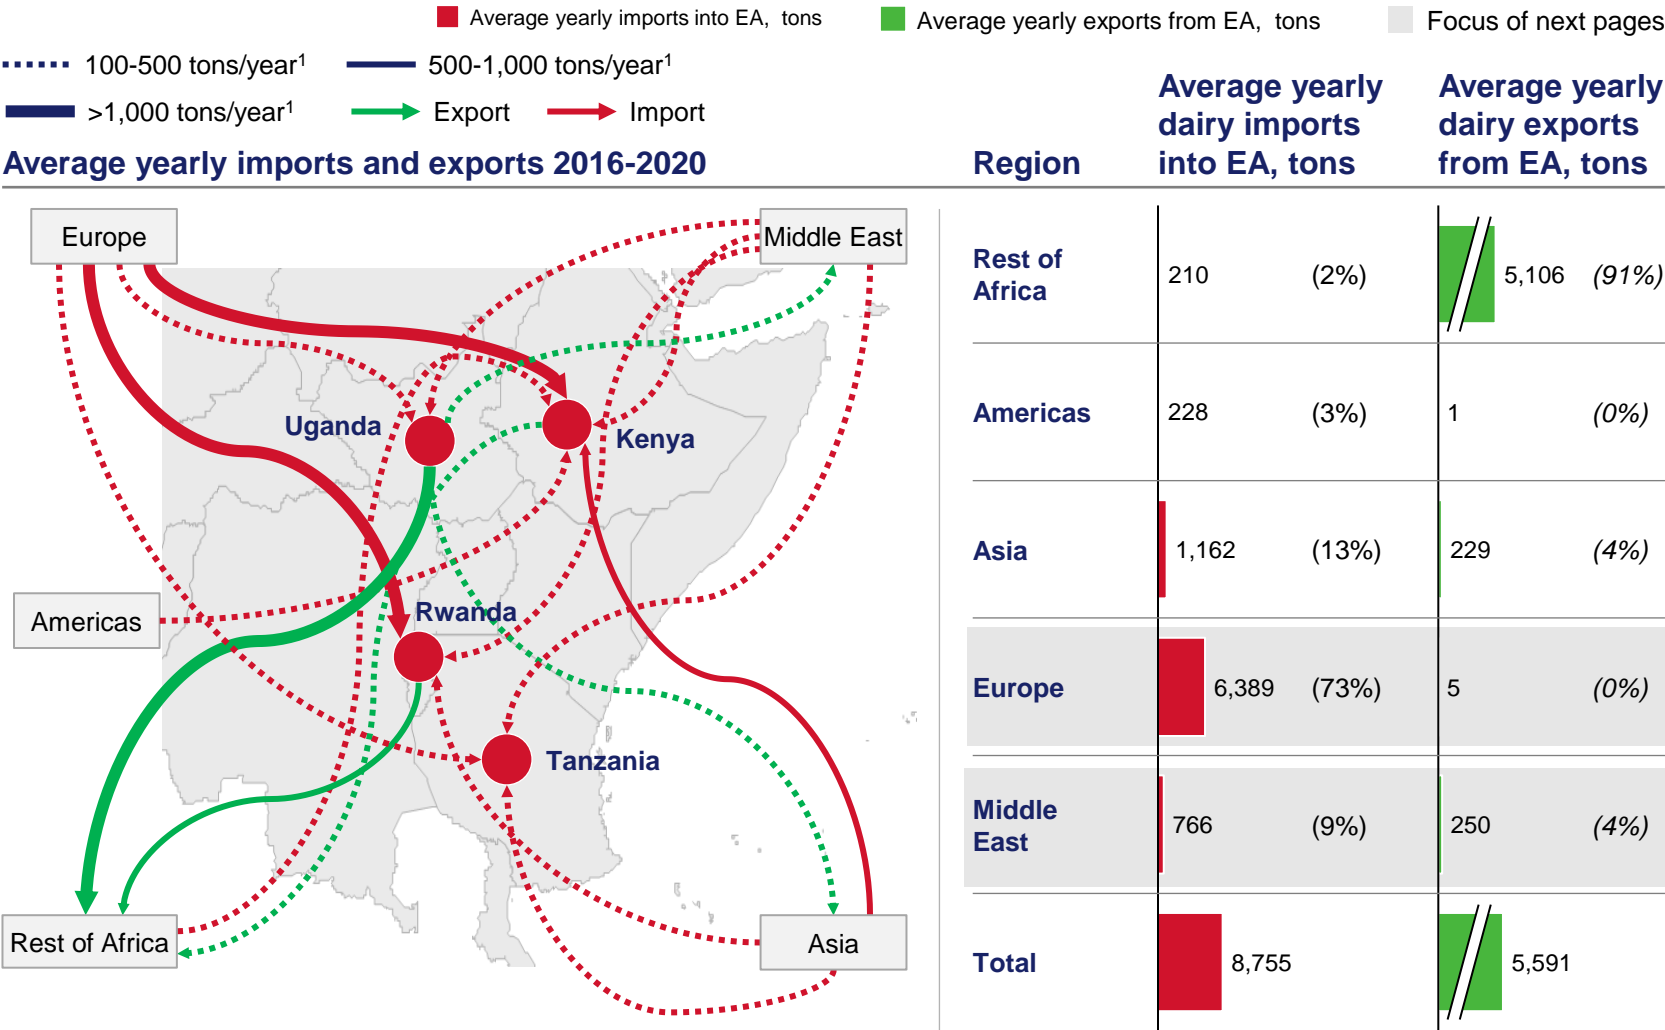 Average yearly imports into EA, tons
Average yearly exports from EA, tons
Focus of next pages
100-500 tons/year¹
500-1,000 tons/year¹
>1,000 tons/year¹
Export
Import
Average yearly imports and exports 2016-2020
Region
Average yearly
dairy imports
into EA, tons
Average yearly
dairy exports
from EA, tons
Europe
Middle East
Uganda
Kenya
Americas
Rwanda
Tanzania
Rest of Africa
Asia
Rest of
Africa
210 (2%) 5,106 (91%)
Americas 228 (3%) 1 (0%)
Asia 1,162 (13%) 229 (4%)
Europe 6,389 (73%) 5 (0%)
Middle
East
766 (9%) 250 (4%)
Total 8,755 5,591